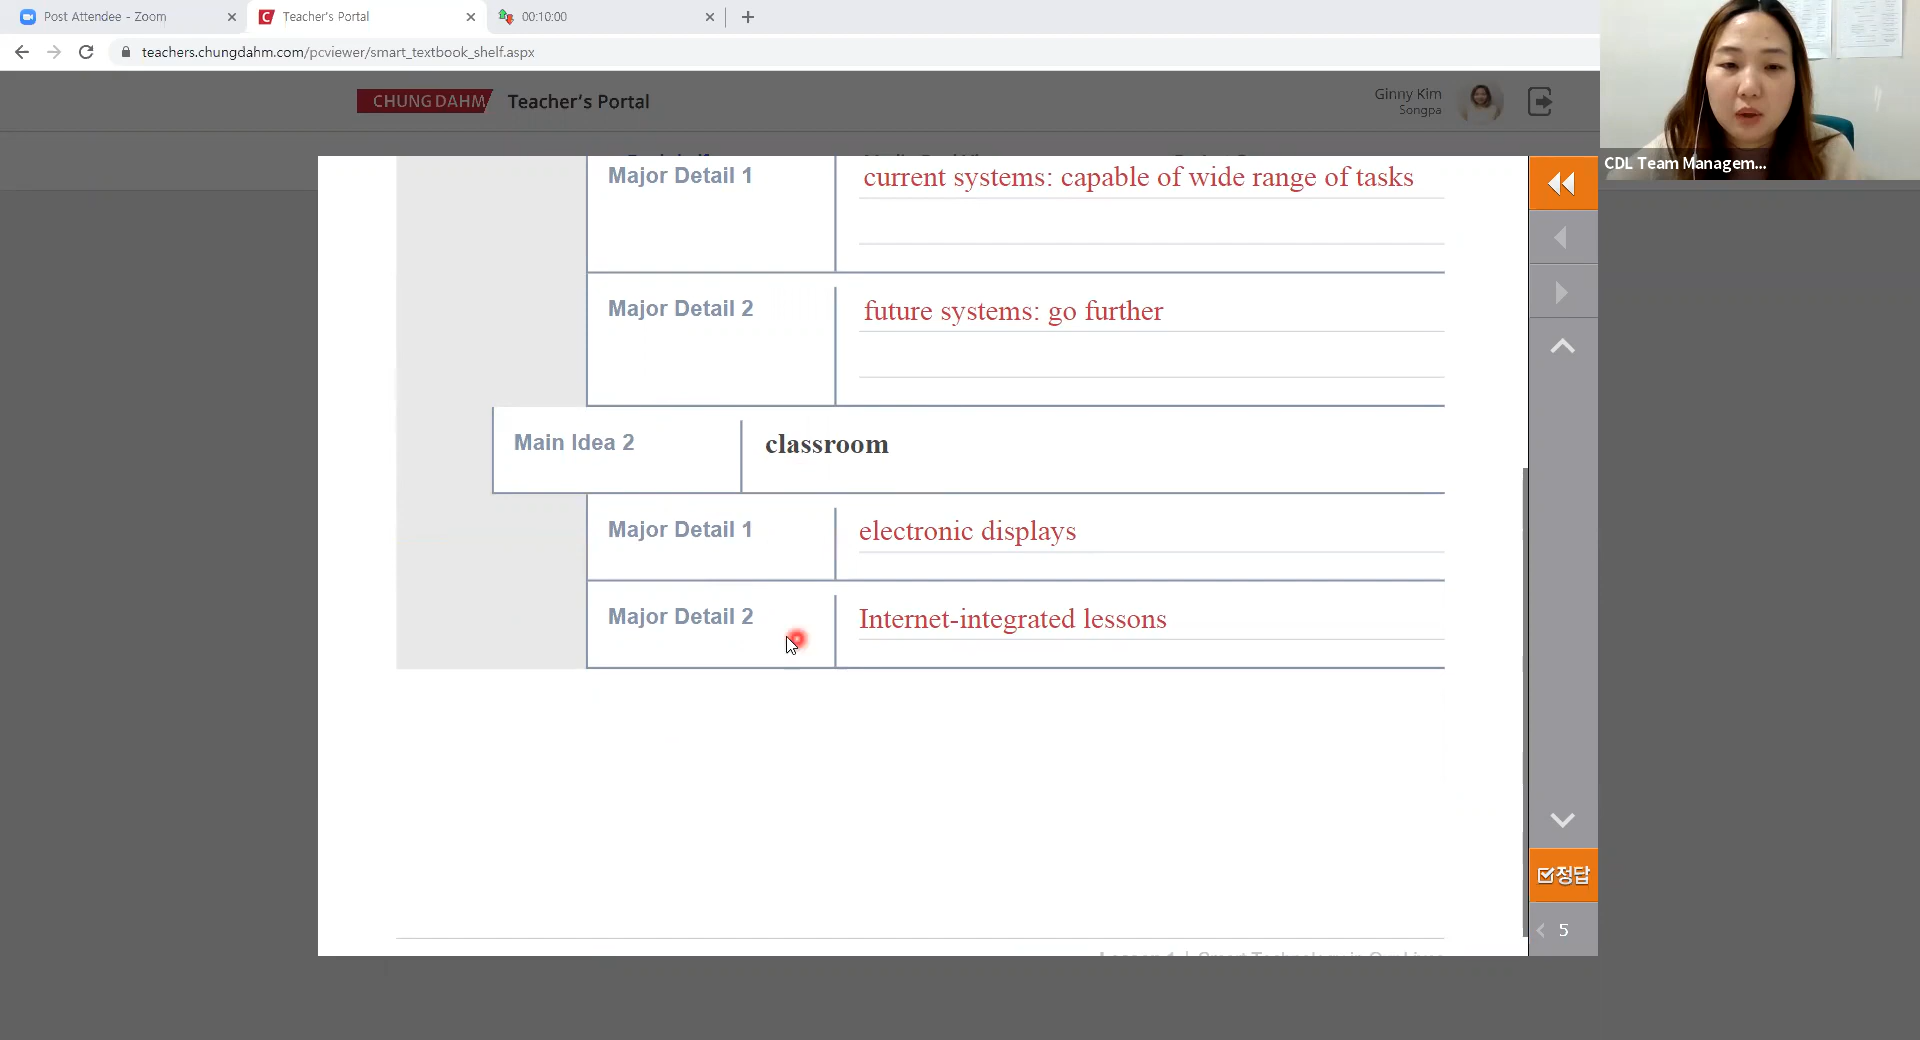 Post Attendee - Zoom
Teacher's Portal
00:10:00
teachers.chungdahm.com/pcviewer/smart_textbook_shelf.aspx
CHUNGDAHM Teacher's Portal
Ginny Kim
Songpa
CDL Team Managem...
Major Detail 1
current systems: capable of wide range of tasks
Major Detail 2
future systems: go further
Main Idea 2
classroom
Major Detail 1
electronic displays
Major Detail 2
Internet-integrated lessons
정답
5